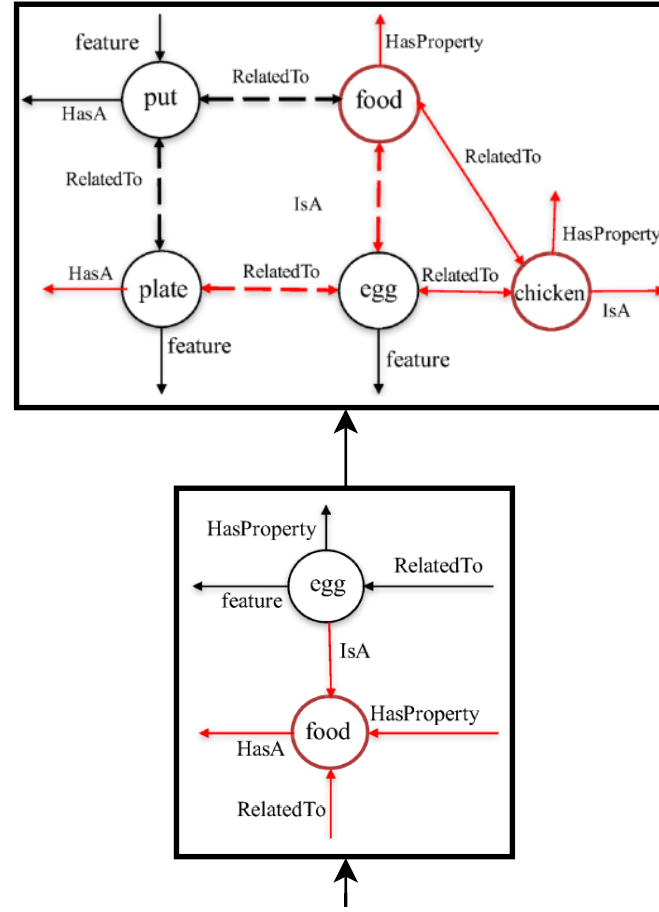 feature
HasProperty
put
RelatedTo
food
HasA
RelatedTo
RelatedTo
IsA
HasProperty
HasA
plate
RelatedTo
egg
RelatedTo
chicken
IsA
feature
feature
HasProperty
egg
RelatedTo
feature
IsA
HasProperty
food
HasA
RelatedTo